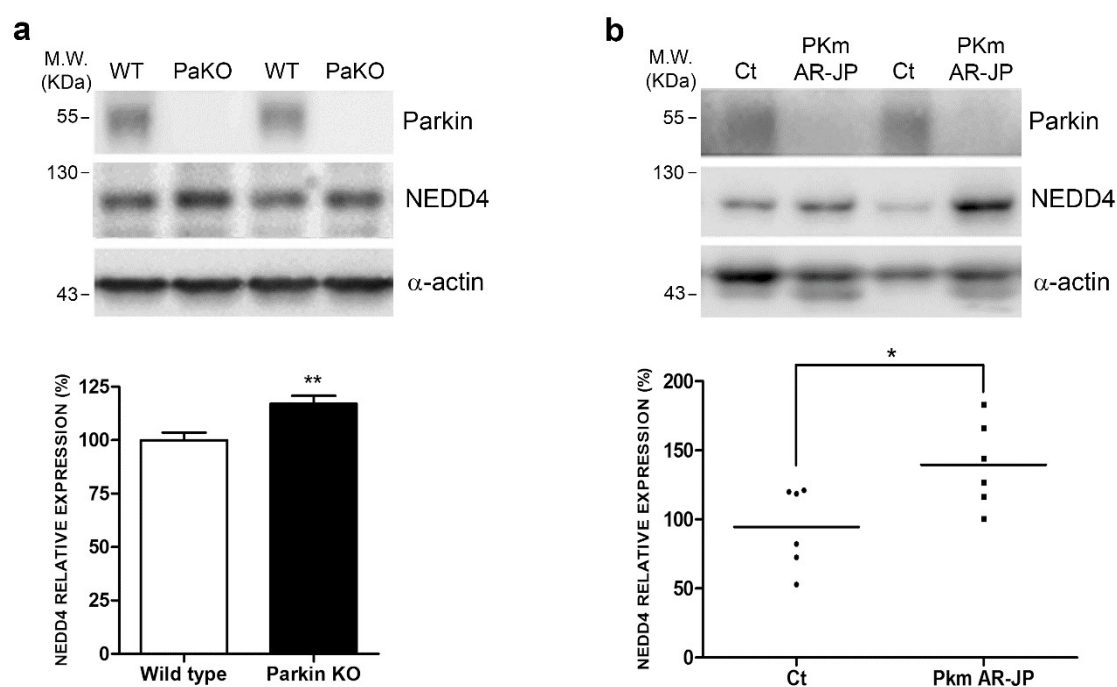 a
M.W.
(KDa)
WT PaKO WT PaKO
55 Parkin
130
NEDD4
43 α-actin
NEDD4 RELATIVE EXPRESSION (%)
125
100
75
50
25
0
**
Wild type Parkin KO
b
M.W.
(KDa)
Ct PKm AR-JP Ct PKm AR-JP
55 Parkin
130
NEDD4
43 α-actin
NEDD4 RELATIVE EXPRESSION (%)
200
150
100
50
0
*
Ct Pkm AR-JP